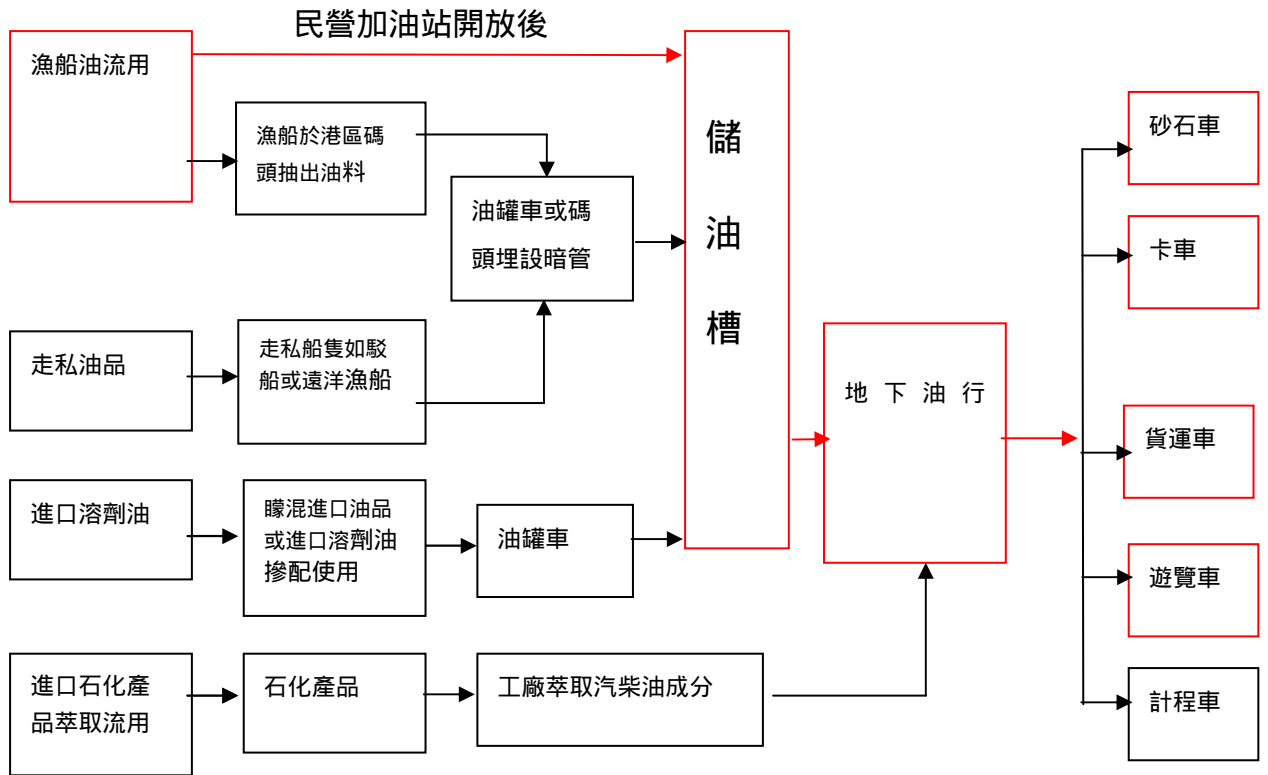 民營加油站開放後
漁船油流用
漁船於港區碼
頭抽出油料
油罐車或碼
頭埋設暗管
走私油品
走私船隻如駁
船或遠洋漁船
進口溶劑油
矇混進口油品
或進口溶劑油
摻配使用
油罐車
進口石化產
品萃取流用
石化產品
工廠萃取汽柴油成分
儲
油
槽
地下油行
砂石車
卡車
貨運車
遊覽車
計程車